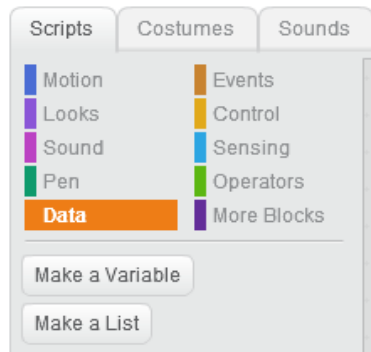 Scripts Costumes Sounds
Motion Events
Looks Control
Sound Sensing
Pen Operators
Data More Blocks
Make a Variable
Make a List